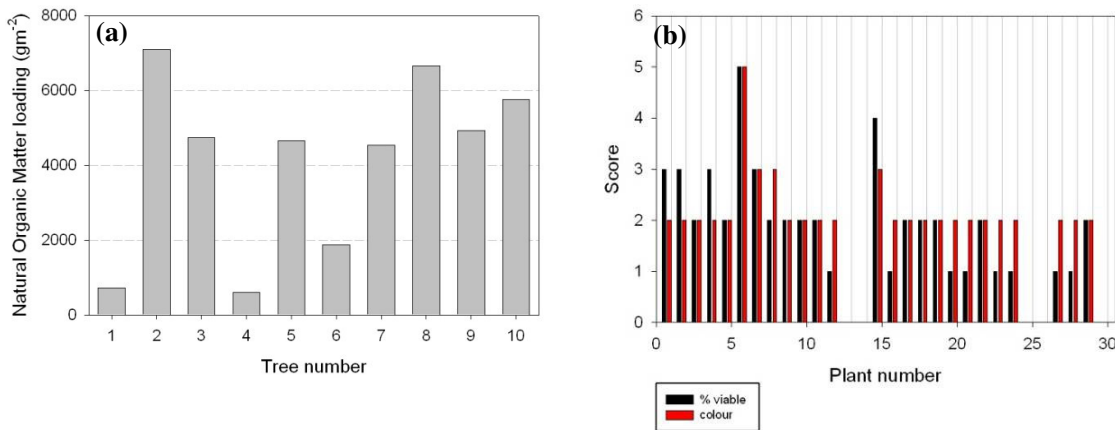 (a)
Natural Organic Matter loading (gm-2)
8000
6000
4000
2000
0
1 2 3 4 5 6 7 8 9 10
Tree number
(b)
Score
6
5
4
3
2
1
0
0 5 10 15 20 25 30
Plant number
% viable
colour